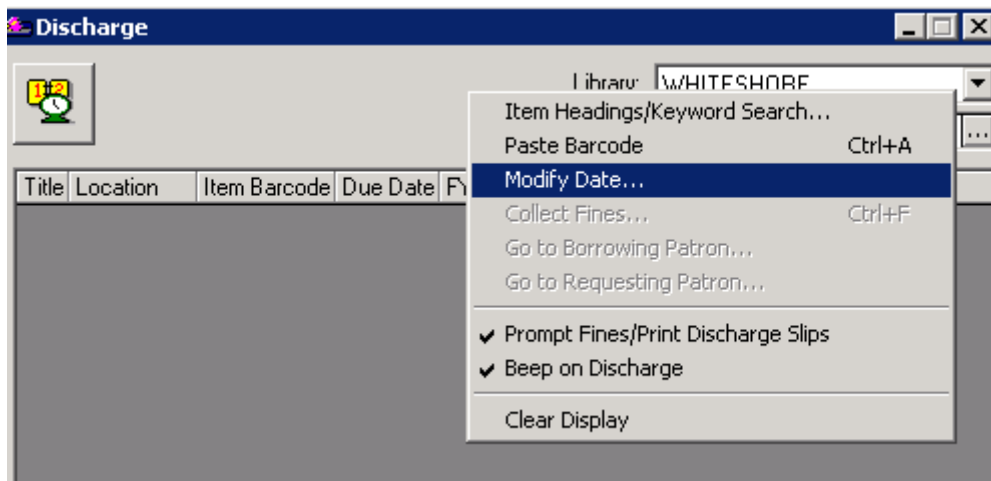 Discharge
1#2
Library: WHITESHORE
Item Headings/Keyword Search...
Paste Barcode Ctrl+A
...
Title Location Item Barcode Due Date
Modify Date...
Collect Fines... Ctrl+F
Go to Borrowing Patron...
Go to Requesting Patron...
Prompt Fines/Print Discharge Slips
Beep on Discharge
Clear Display